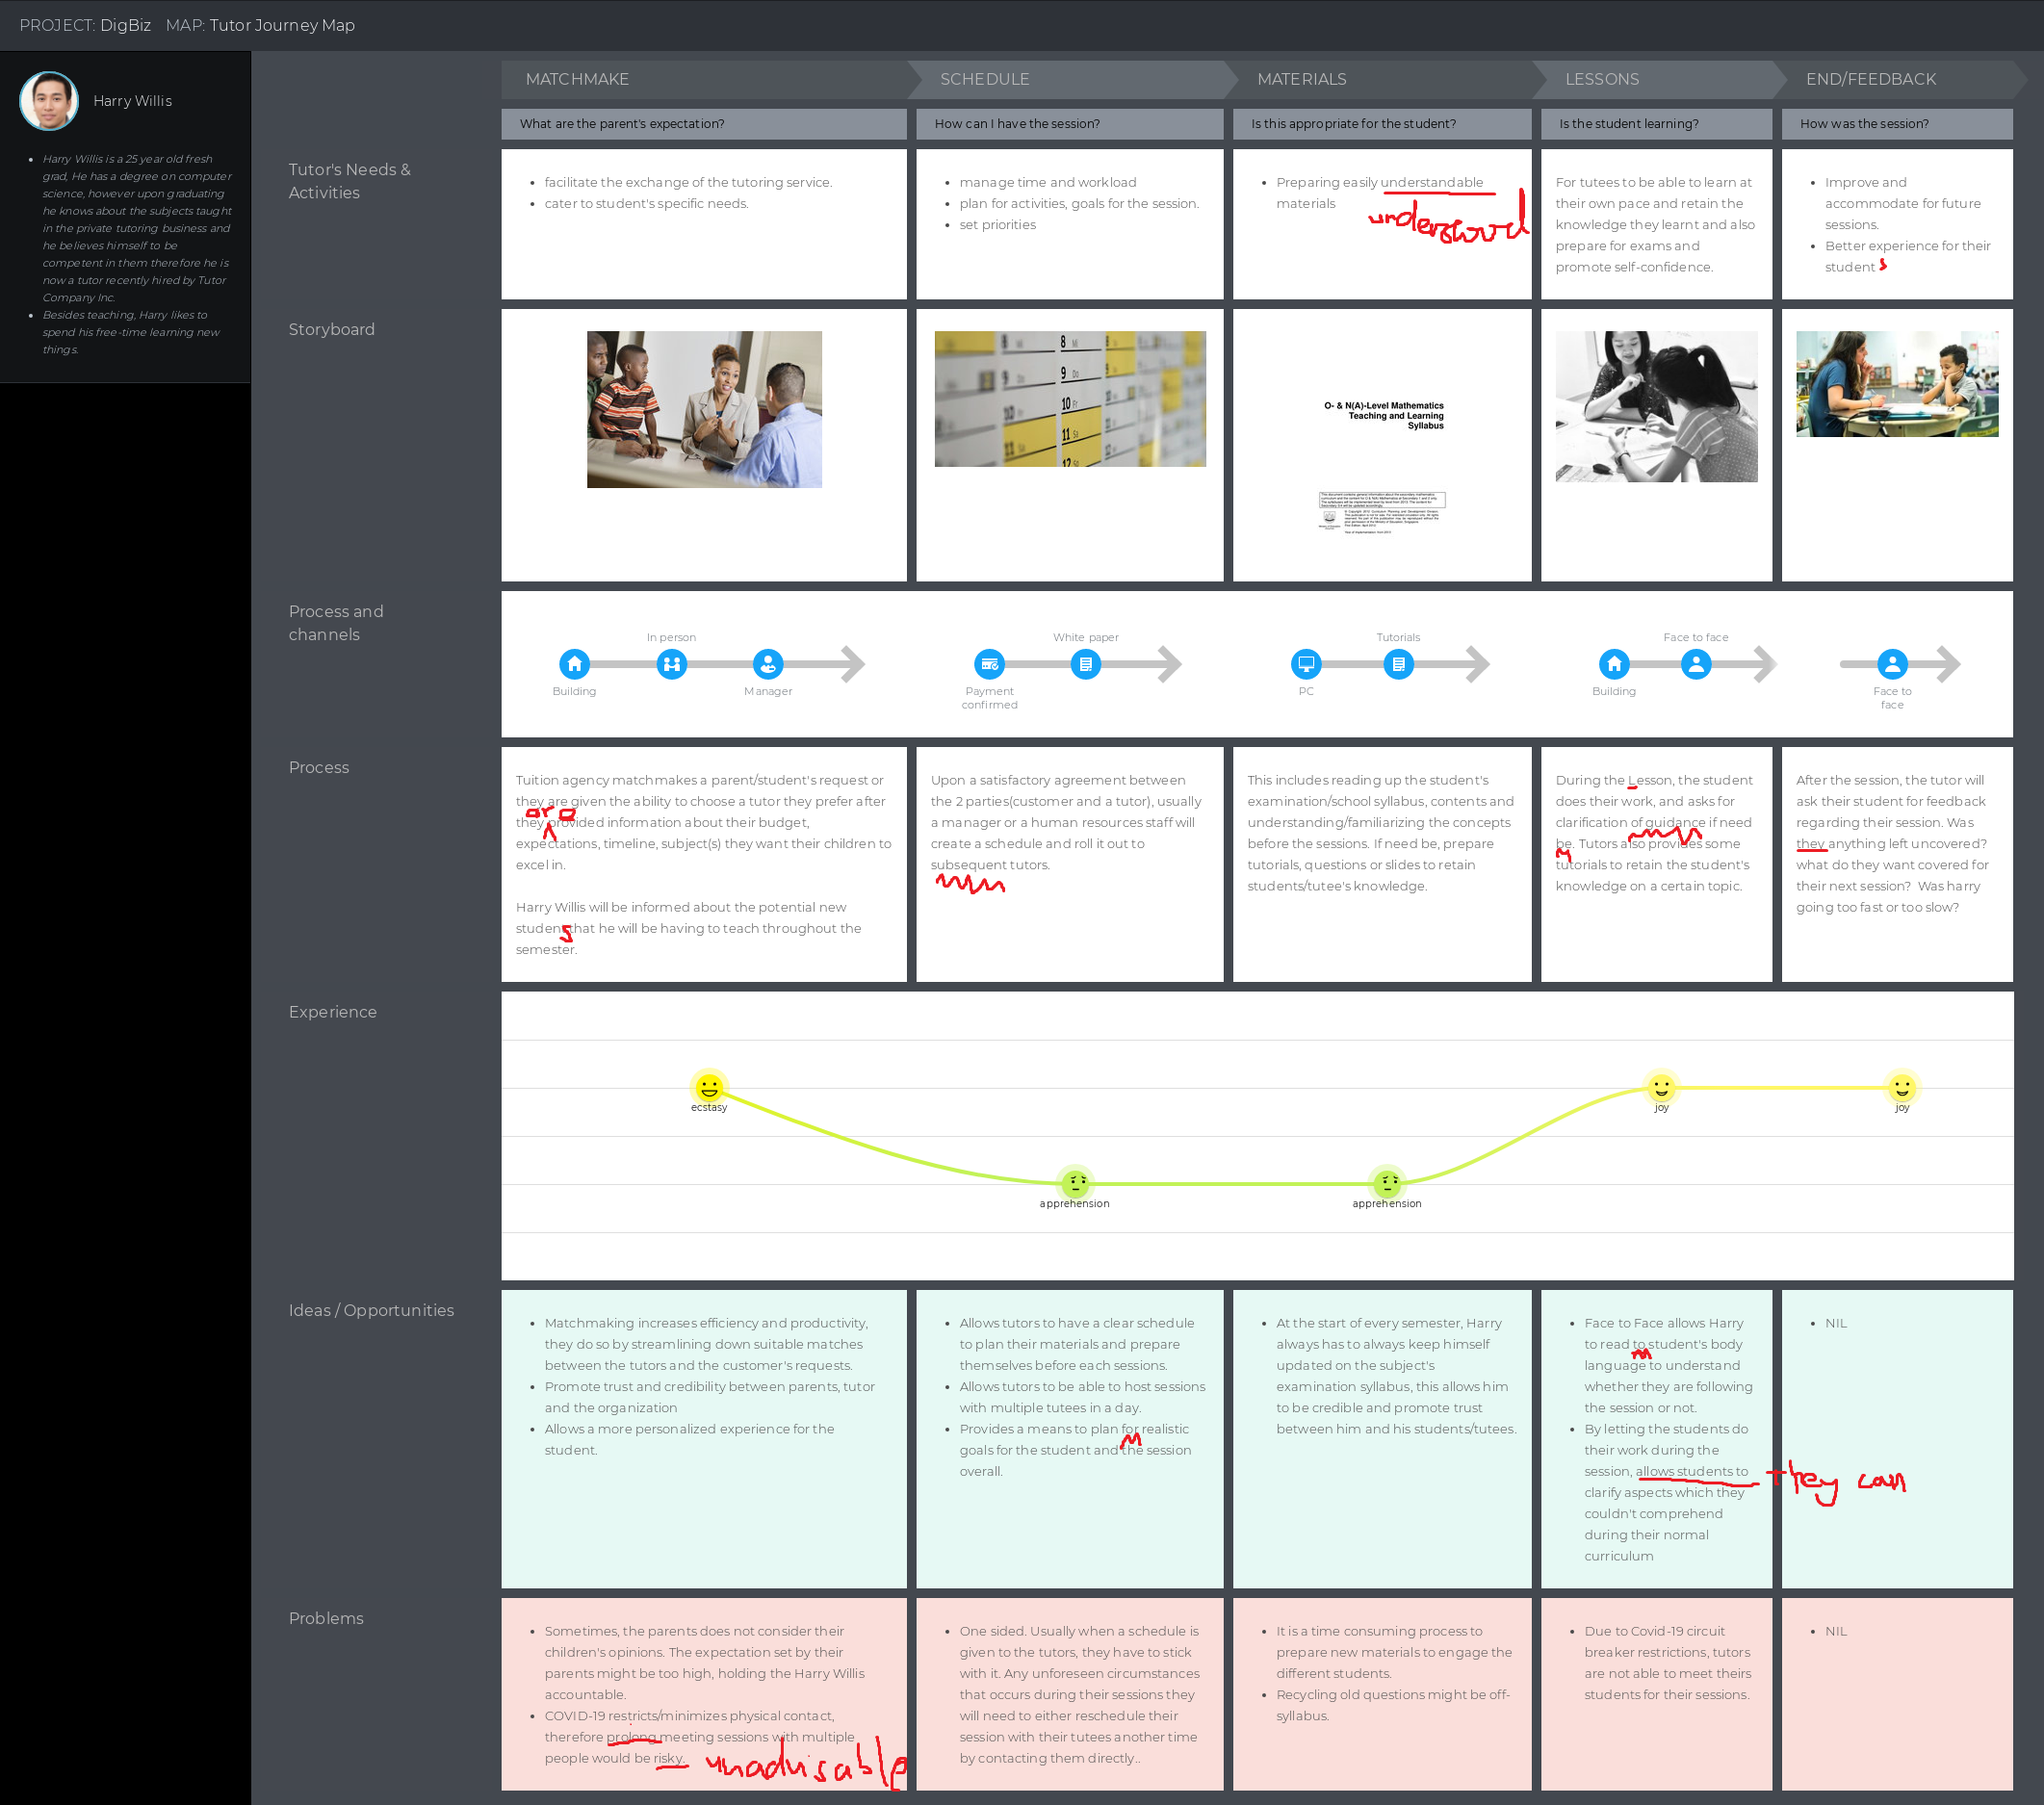 PROJECT: DigBiz MAP: Tutor Journey Map
Harry Willis
Harry Willis is a 25 year old fresh
grad, He has a degree on computer
science, however upon graduating
he knows about the subjects taught
in the private tutoring business and
he believes himself to be
competent in them therefore he is
now a tutor recently hired by Tutor
Company Inc.
Besides teaching, Harry likes to
spend his free-time learning new
things.
MATCHMAKE
SCHEDULE
MATERIALS
LESSONS
END/FEEDBACK
What are the parent's expectation?
How can I have the session?
Is this appropriate for the student?
Is the student learning?
How was the session?
Tutor's Needs &
Activities
facilitate the exchange of the tutoring service.
cater to student's specific needs.
manage time and workload
plan for activities, goals for the session.
set priorities
Preparing easily understandable
materials
understood
For tutees to be able to learn at
their own pace and retain the
knowledge they learnt and also
prepare for exams and
promote self-confidence.
Improve and
accommodate for future
sessions.
Better experience for their
student s
Storyboard
8 Mi
9 Do
10 Fr
11 Sa
12 So
O- & N(A)-Level Mathematics
Teaching and Learning
Syllabus
Process and
channels
In person
Building
Manager
White paper
Payment
confirmed
Tutorials
PC
Face to face
Building
Face to
face
Process
Tuition agency matchmakes a parent/student's request or
they are given the ability to choose a tutor they prefer after
are
they provided information about their budget,
expectations, timeline, subject(s) they want their children to
excel in.
Harry Willis will be informed about the potential new
student that he will be having to teach throughout the
s
semester.
Upon a satisfactory agreement between
the 2 parties(customer and a tutor), usually
a manager or a human resources staff will
create a schedule and roll it out to
subsequent tutors.
This includes reading up the student's
examination/school syllabus, contents and
understanding/familiarizing the concepts
before the sessions. If need be, prepare
tutorials, questions or slides to retain
students/tutee's knowledge.
During the Lesson, the student
does their work, and asks for
clarification of guidance if need
be. Tutors also provides some
tutorials to retain the student's
knowledge on a certain topic.
After the session, the tutor will
ask their student for feedback
regarding their session. Was
they anything left uncovered?
what do they want covered for
their next session? Was harry
going too fast or too slow?
Experience
ecstasy
apprehension
apprehension
joy
joy
Ideas / Opportunities
Matchmaking increases efficiency and productivity,
they do so by streamlining down suitable matches
between the tutors and the customer's requests.
Promote trust and credibility between parents, tutor
and the organization
Allows a more personalized experience for the
student.
Allows tutors to have a clear schedule
to plan their materials and prepare
themselves before each sessions.
Allows tutors to be able to host sessions
with multiple tutees in a day.
Provides a means to plan for realistic
goals for the student and the session
overall.
At the start of every semester, Harry
always has to always keep himself
updated on the subject's
examination syllabus, this allows him
to be credible and promote trust
between him and his students/tutees.
Face to Face allows Harry
to read to student's body
language to understand
whether they are following
the session or not.
By letting the students do
their work during the
session, allows students to
they can
clarify aspects which they
couldn't comprehend
during their normal
curriculum
NIL
Problems
Sometimes, the parents does not consider their
children's opinions. The expectation set by their
parents might be too high, holding the Harry Willis
accountable.
COVID-19 restricts/minimizes physical contact,
therefore prolong meeting sessions with multiple
people would be risky.
unadvisable
One sided. Usually when a schedule is
given to the tutors, they have to stick
with it. Any unforeseen circumstances
that occurs during their sessions they
will need to either reschedule their
session with their tutees another time
by contacting them directly..
It is a time consuming process to
prepare new materials to engage the
different students.
Recycling old questions might be off-
syllabus.
Due to Covid-19 circuit
breaker restrictions, tutors
are not able to meet theirs
students for their sessions.
NIL